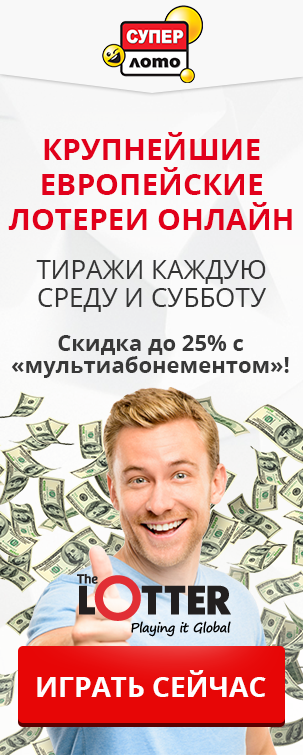 СУПЕР
лото
КРУПНЕЙШИЕ
ЕВРОПЕЙСКИЕ
ЛОТЕРЕИ ОНЛАЙН
ТИРАЖИ КАЖДУЮ
СРЕДУ И СУББОТУ
Скидка до 25% с
«мультиабонементом»!
The
LOTTER
Playing it Global
ИГРАТЬ СЕЙЧАС